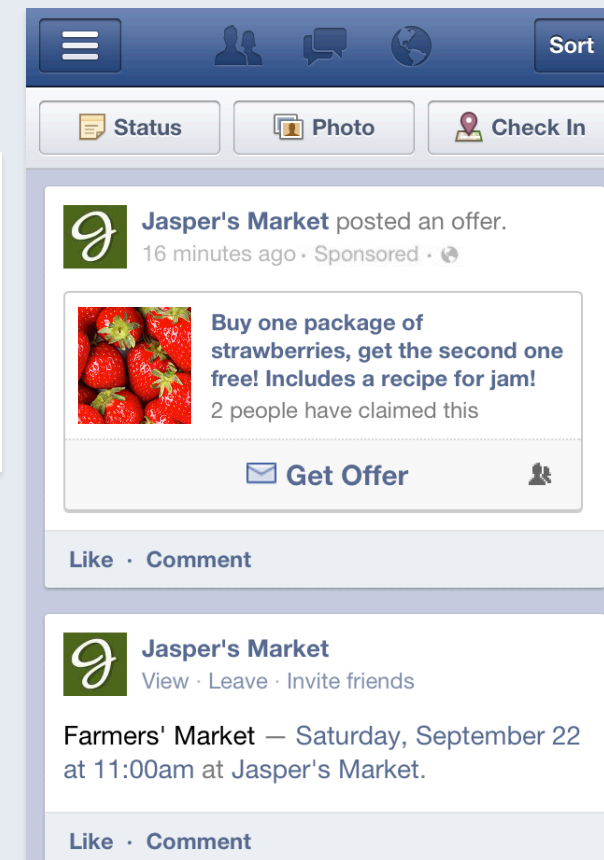 Sort
Status
Photo
Check In
Jasper's Market posted an offer.
16 minutes ago · Sponsored ·
Buy one package of
strawberries, get the second one
free! Includes a recipe for jam!
2 people have claimed this
Get Offer
Like · Comment
Jasper's Market
View · Leave · Invite friends
Farmers' Market — Saturday, September 22
at 11:00am at Jasper's Market.
Like · Comment